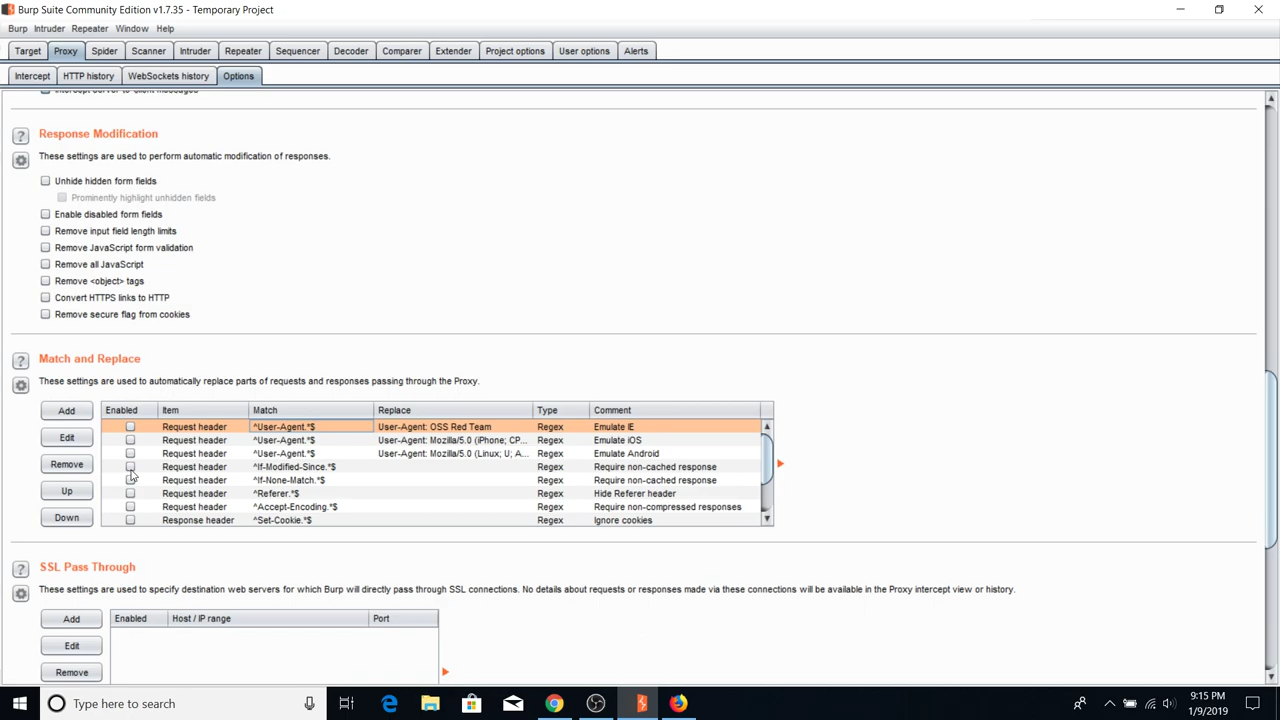 Burp Suite Community Edition v1.7.35 - Temporary Project
Burp Intruder Repeater Window Help
Target Proxy Spider Scanner Intruder Repeater Sequencer Decoder Comparer Extender Project options User options Alerts
Intercept HTTP history WebSockets history Options
Intercept server-to-client messages
? Response Modification
These settings are used to perform automatic modification of responses.
Unhide hidden form fields
Prominently highlight unhidden fields
Enable disabled form fields
Remove input field length limits
Remove JavaScript form validation
Remove all JavaScript
Remove <object> tags
Convert HTTPS links to HTTP
Remove secure flag from cookies
? Match and Replace
These settings are used to automatically replace parts of requests and responses passing through the Proxy.
Add Enabled Item Match Replace Type Comment
Request header ^User-Agent.*$ User-Agent: OSS Red Team Regex Emulate IE
Edit Request header ^User-Agent.*$ User-Agent: Mozilla/5.0 (iPhone; CP... Regex Emulate iOS
Request header ^User-Agent.*$ User-Agent: Mozilla/5.0 (Linux; U; A... Regex Emulate Android
Remove Request header ^If-Modified-Since.*$ Regex Require non-cached response
Request header ^If-None-Match.*$ Regex Require non-cached response
Up Request header ^Referer.*$ Regex Hide Referer header
Request header ^Accept-Encoding.*$ Regex Require non-compressed responses
Down Response header ^Set-Cookie.*$ Regex Ignore cookies
? SSL Pass Through
These settings are used to specify destination web servers for which Burp will directly pass through SSL connections. No details about requests or responses made via these connections will be available in the Proxy intercept view or history.
Add Enabled Host / IP range Port
Edit
Remove
Type here to search
9:15 PM
1/9/2019